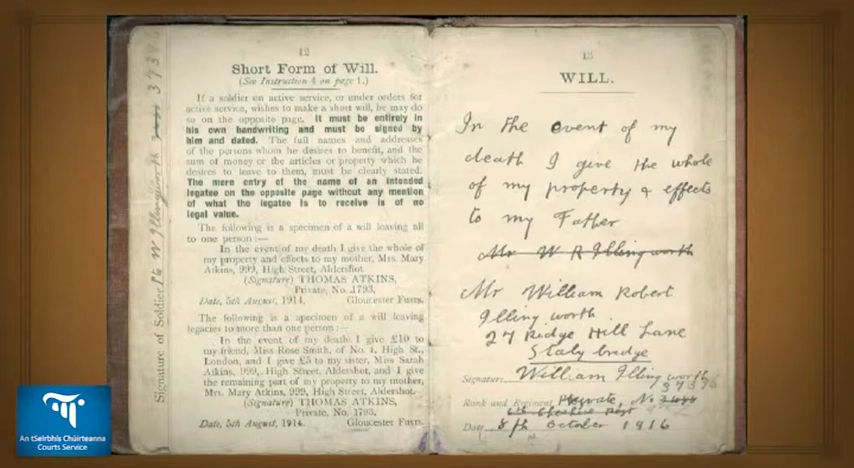 12
Short Form of Will.
(See Instruction 4 on page 1.)
If a soldier on active service, or under orders for
active service, wishes to make a short will, he may do
so on the opposite page. It must be entirely in
his own handwriting and must be signed by
him and dated. The full names and addresses
of the persons whom he desires to benefit, and the
sum of money or the articles or property which he
desires to leave to them, must be clearly stated.
The mere entry of the name of an intended
legatee on the opposite page without any mention
of what the legatee is to receive is of no
legal value.
The following is a specimen of a will leaving all
to one person :—
In the event of my death I give the whole of
my property and effects to my mother, Mrs. Mary
Atkins, 999, High Street, Aldershot.
(Signature) THOMAS ATKINS,
Private, No. 1793,
Date, 5th August, 1914. Gloucester Fusrs.
The following is a specimen of a will leaving
legacies to more than one person :—
In the event of my death I give £10 to
my friend, Miss Rose Smith, of No. 1, High St.,
London, and I give £5 to my sister, Miss Sarah
Atkins, 999, High Street, Aldershot, and I give
the remaining part of my property to my mother,
Mrs. Mary Atkins, 999, High Street, Aldershot.
(Signature) THOMAS ATKINS,
Private, No. 1793,
Date, 5th August, 1914. Gloucester Fusrs.
Signature of Soldier Pte W Illingworth
13
WILL.
In the event of my
death I give the whole
of my property & effects
to my Father
Mr W R Illingworth
Mr William Robert
Illing worth
27 Ridge Hill Lane
Staly bridge
Signature William Illing worth
37396
Rank and Regiment Private, No
6th Cheshire Regt
Date 8th October 1916
An tSeirbhís Chúirteanna
Courts Service